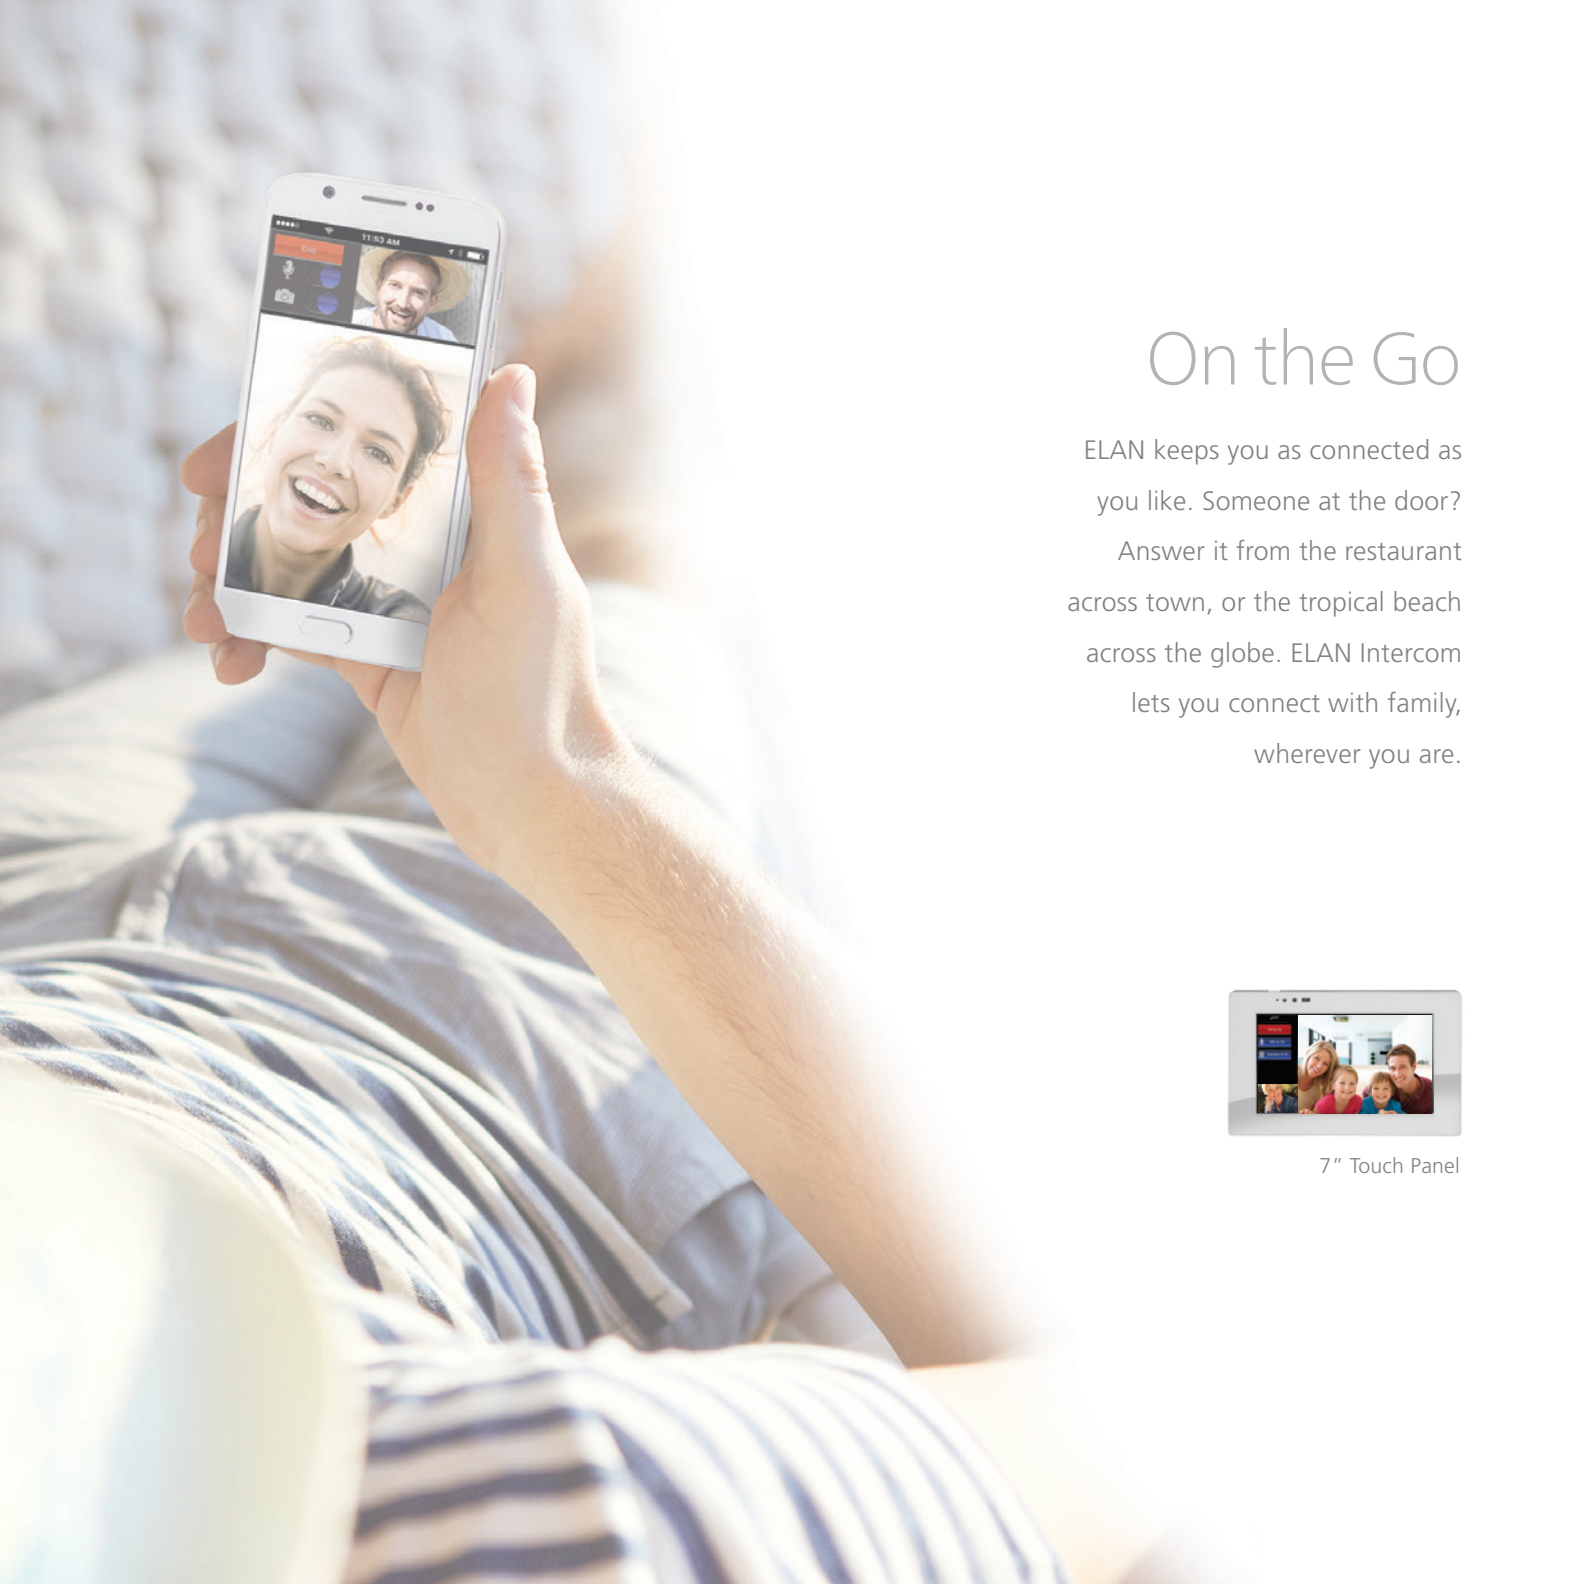 11:53 AM
End
On the Go
ELAN keeps you as connected as
you like. Someone at the door?
Answer it from the restaurant
across town, or the tropical beach
across the globe. ELAN Intercom
lets you connect with family,
wherever you are.
7” Touch Panel